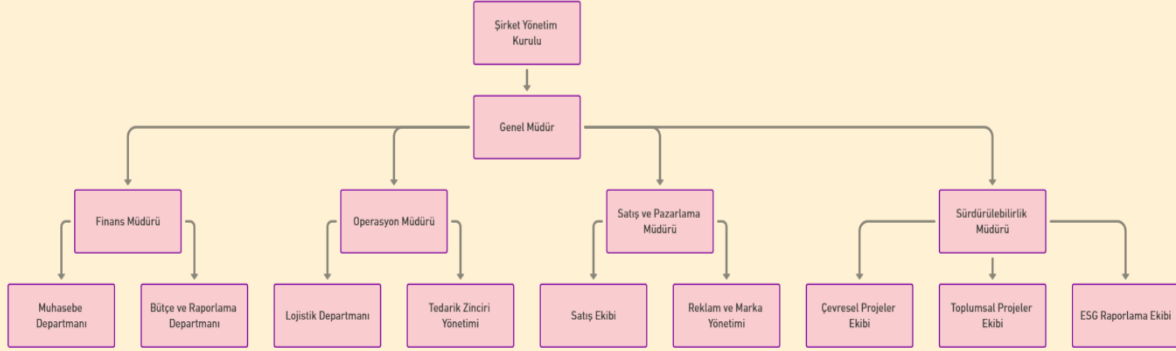 Şirket Yönetim
Kurulu
Genel Müdür
Finans Müdürü
Operasyon Müdürü
Satış ve Pazarlama
Müdürü
Sürdürülebilirlik
Müdürü
Muhasebe
Departmanı
Bütçe ve Raporlama
Departmanı
Lojistik Departmanı
Tedarik Zinciri
Yönetimi
Satış Ekibi
Reklam ve Marka
Yönetimi
Çevresel Projeler
Ekibi
Toplumsal Projeler
Ekibi
ESG Raporlama Ekibi